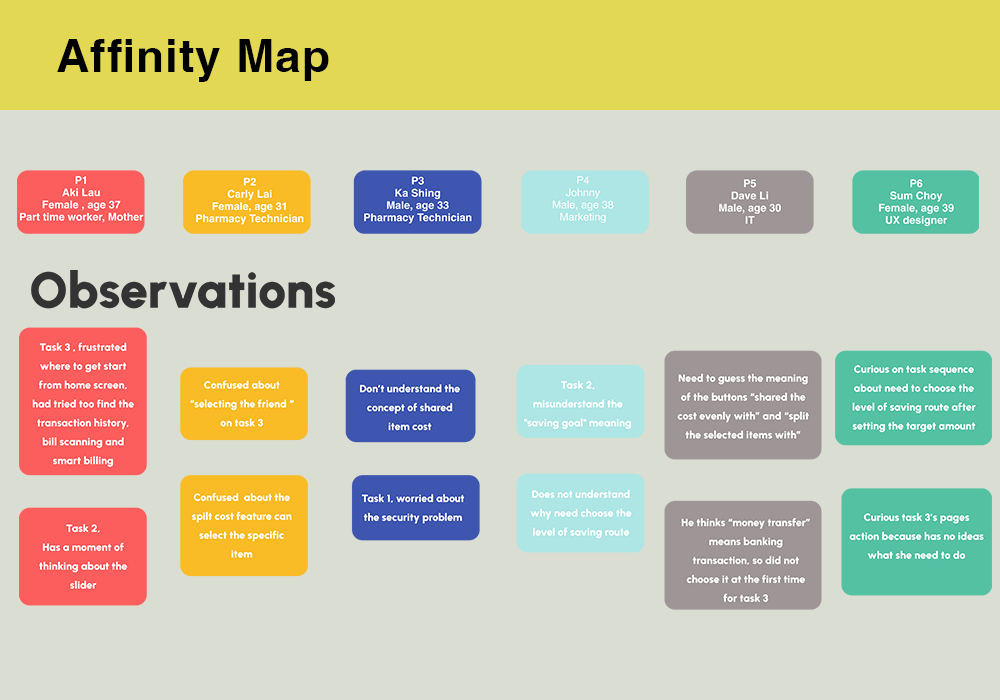 Affinity Map
P1
Aki Lau
Female , age 37
Part time worker, Mother
P2
Carly Lai
Female, age 31
Pharmacy Technician
P3
Ka Shing
Male, age 33
Pharmacy Technician
P4
Johnny
Male, age 38
Marketing
P5
Dave Li
Male, age 30
IT
P6
Sum Choy
Female, age 39
UX designer
Observations
Task 3 , frustrated
where to get start
from home screen,
had tried too find the
transaction history,
bill scanning and
smart billing
Confused about
“selecting the friend ”
on task 3
Don’t understand the
concept of shared
item cost
Task 2,
misunderstand the
"saving goal" meaning
Need to guess the meaning
of the buttons “shared the
cost evenly with” and “split
the selected items with”
Curious on task sequence
about need to choose the
level of saving route after
setting the target amount
Task 2,
Has a moment of
thinking about the
slider
Confused  about the
spilt cost feature can
select the specific
item
Task 1, worried about
the security problem
Does not understand
why need choose the
level of saving route
He thinks “money transfer”
means banking
transaction, so did not
choose it at the first time
for task 3
Curious task 3’s pages
action because has no ideas
what she need to do